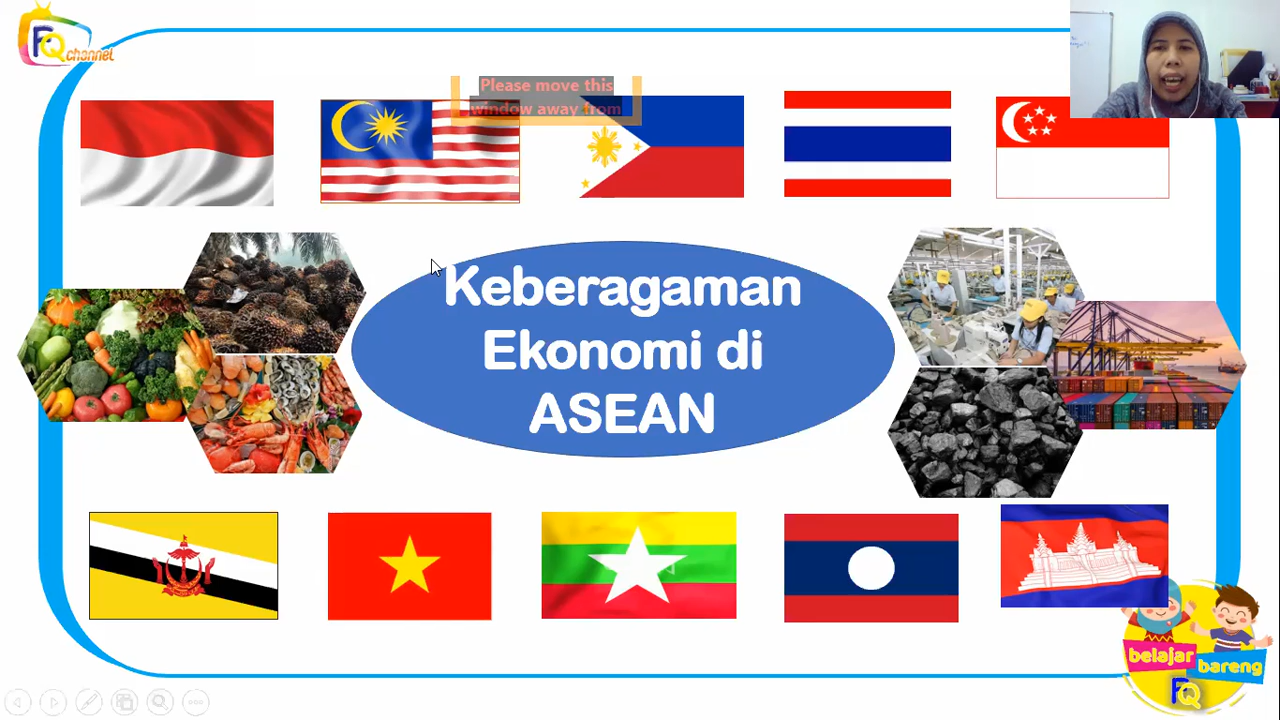 FQ channel
Please move this
window away from
Keberagaman
Ekonomi di
ASEAN
belajar
bareng
FQ